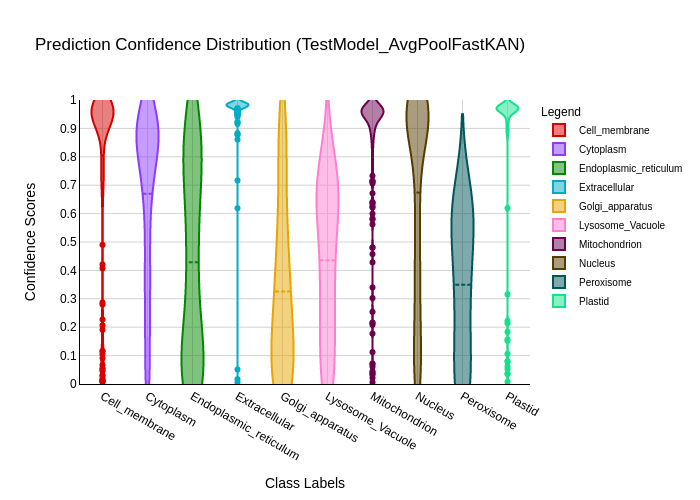 Prediction Confidence Distribution (TestModel_AvgPoolFastKAN)
Confidence Scores
1
0.9
0.8
0.7
0.6
0.5
0.4
0.3
0.2
0.1
0
Cell_membrane
Cytoplasm
Endoplasmic_reticulum
Extracellular
Golgi_apparatus
Lysosome_Vacuole
Mitochondrion
Nucleus
Peroxisome
Plastid
Class Labels
Legend
Cell_membrane
Cytoplasm
Endoplasmic_reticulum
Extracellular
Golgi_apparatus
Lysosome_Vacuole
Mitochondrion
Nucleus
Peroxisome
Plastid